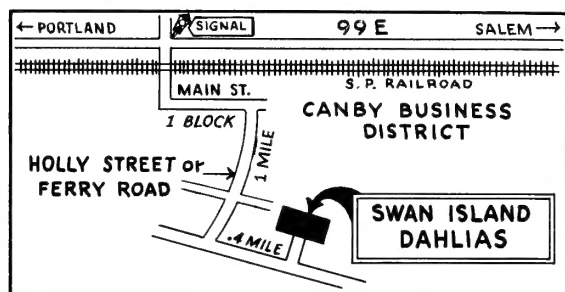 ← PORTLAND
SIGNAL
99 E
SALEM →
S. P. RAILROAD
MAIN ST.
1 BLOCK
CANBY BUSINESS
DISTRICT
1 MILE
HOLLY STREET or
FERRY ROAD
.4 MILE
SWAN ISLAND
DAHLIAS